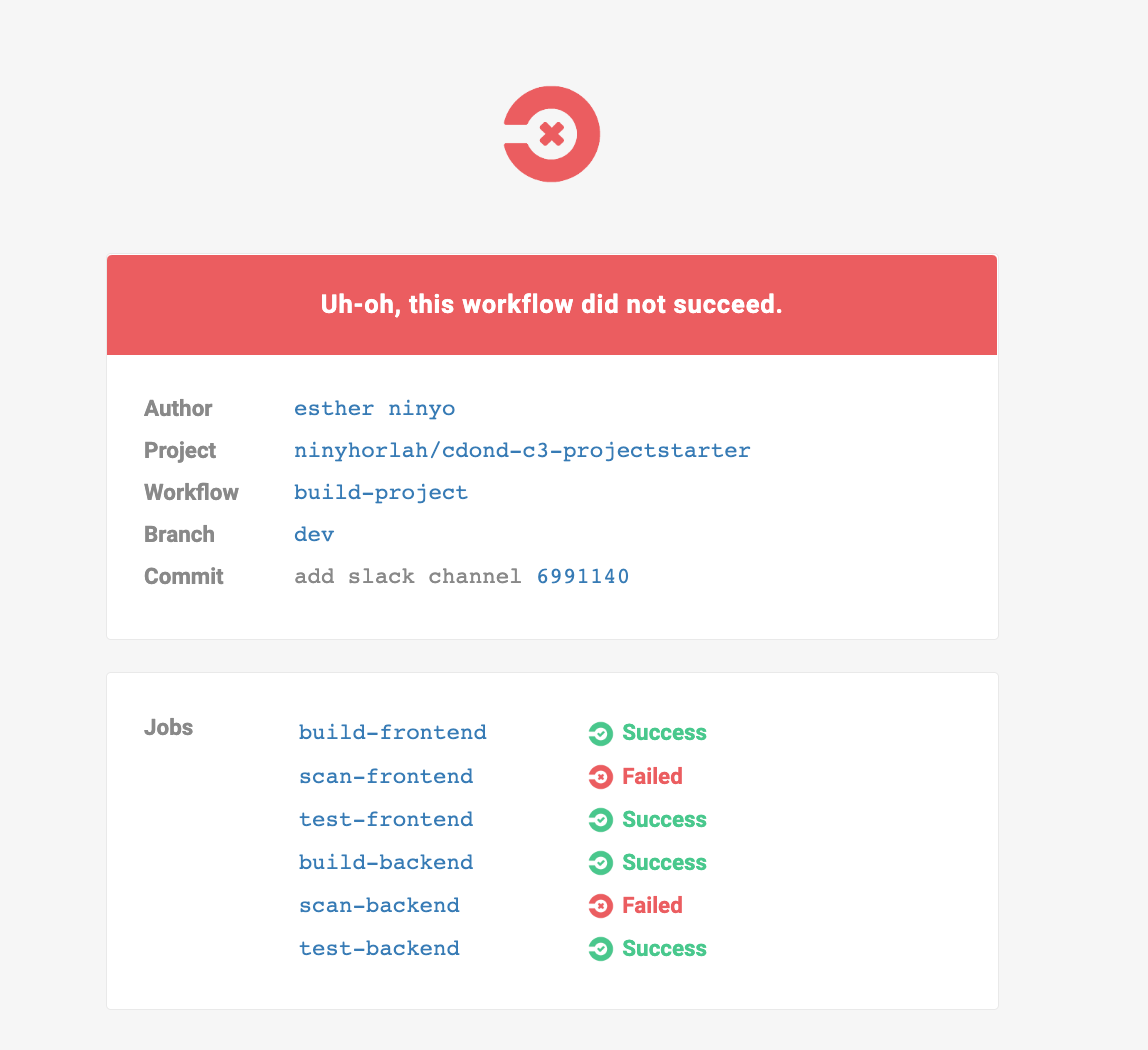 Uh-oh, this workflow did not succeed.
Author esther ninyo
Project ninyhorlah/cdond-c3-projectstarter
Workflow build-project
Branch dev
Commit add slack channel 6991140
Jobs build-frontend Success
scan-frontend Failed
test-frontend Success
build-backend Success
scan-backend Failed
test-backend Success